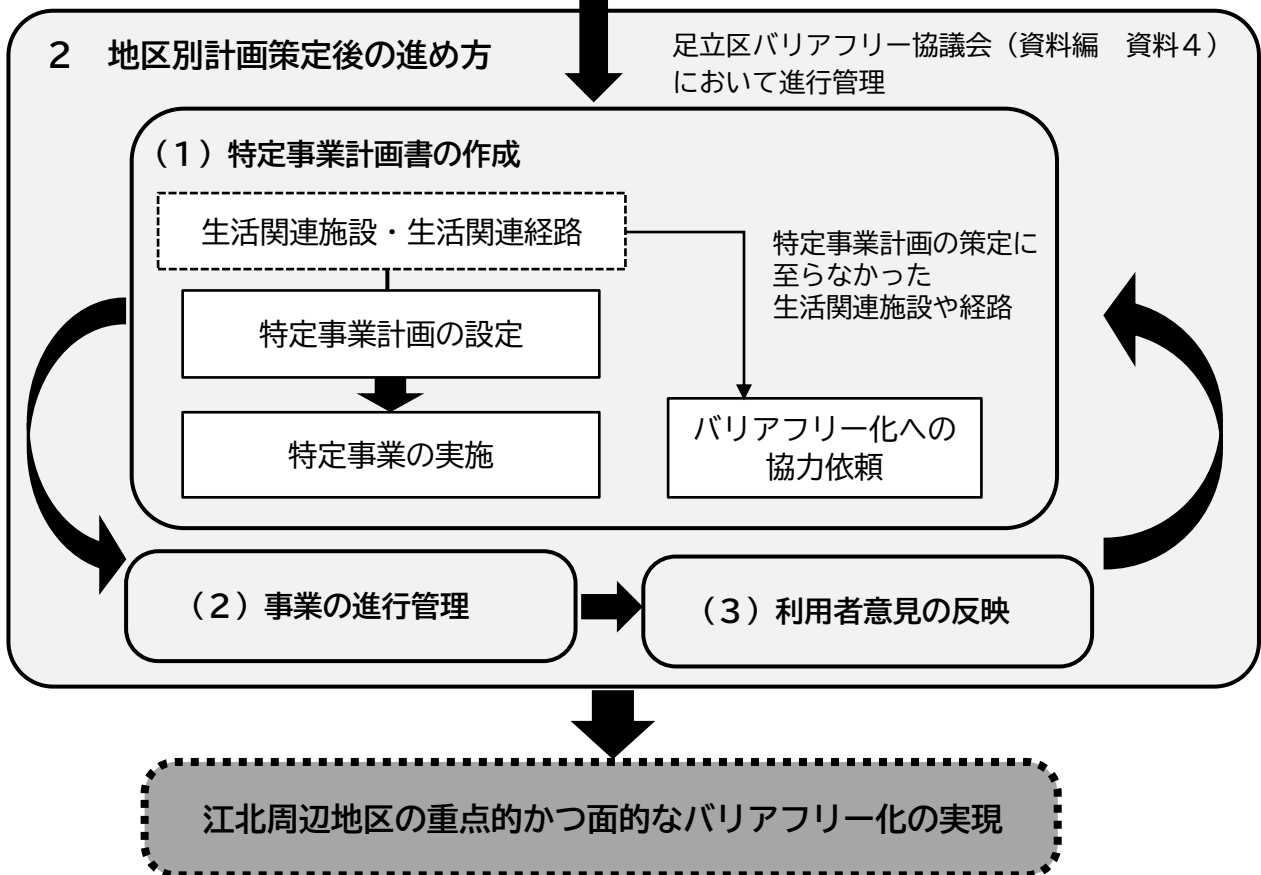 ２　地区別計画策定後の進め方
足立区バリアフリー協議会（資料編　資料４）
において進行管理
（１）特定事業計画書の作成
生活関連施設・生活関連経路
特定事業計画の策定に
至らなかった
生活関連施設や経路
特定事業計画の設定
特定事業の実施
バリアフリー化への
協力依頼
（２）事業の進行管理
（３）利用者意見の反映
江北周辺地区の重点的かつ面的なバリアフリー化の実現